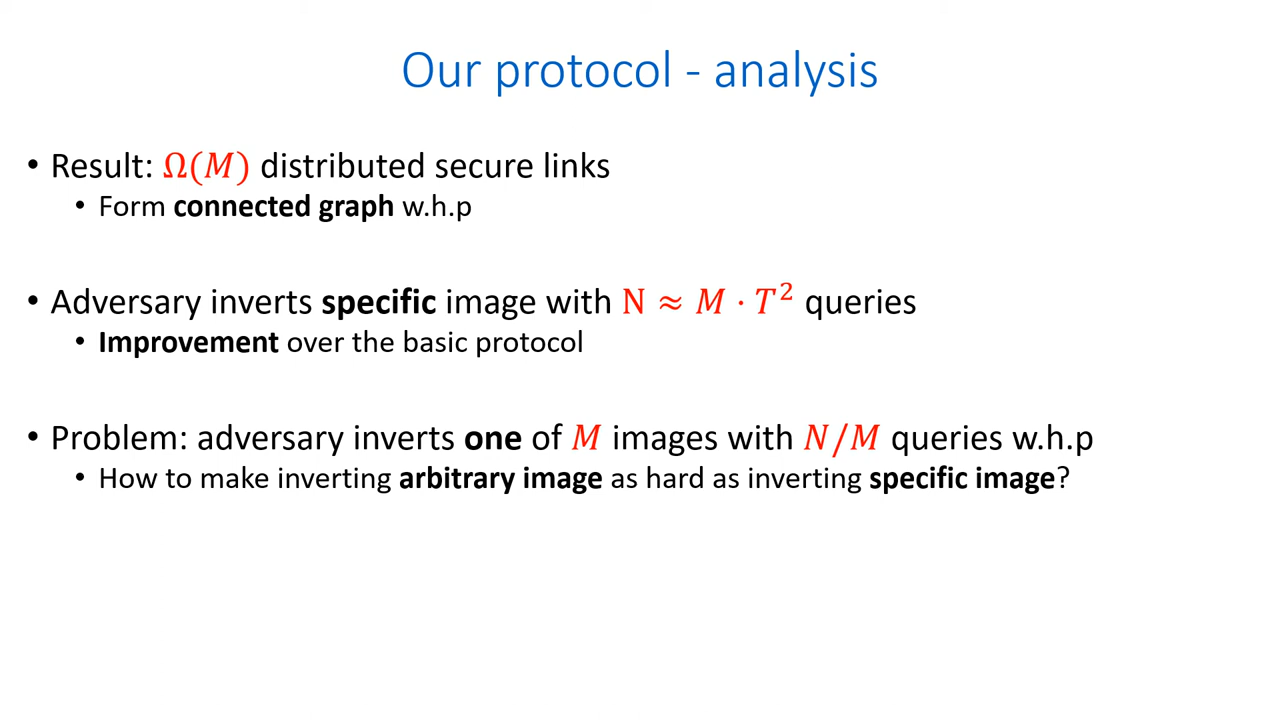 Our protocol - analysis
• Result: Ω(M) distributed secure links
• Form connected graph w.h.p
• Adversary inverts specific image with N ≈ M · T² queries
• Improvement over the basic protocol
• Problem: adversary inverts one of M images with N/M queries w.h.p
• How to make inverting arbitrary image as hard as inverting specific image?